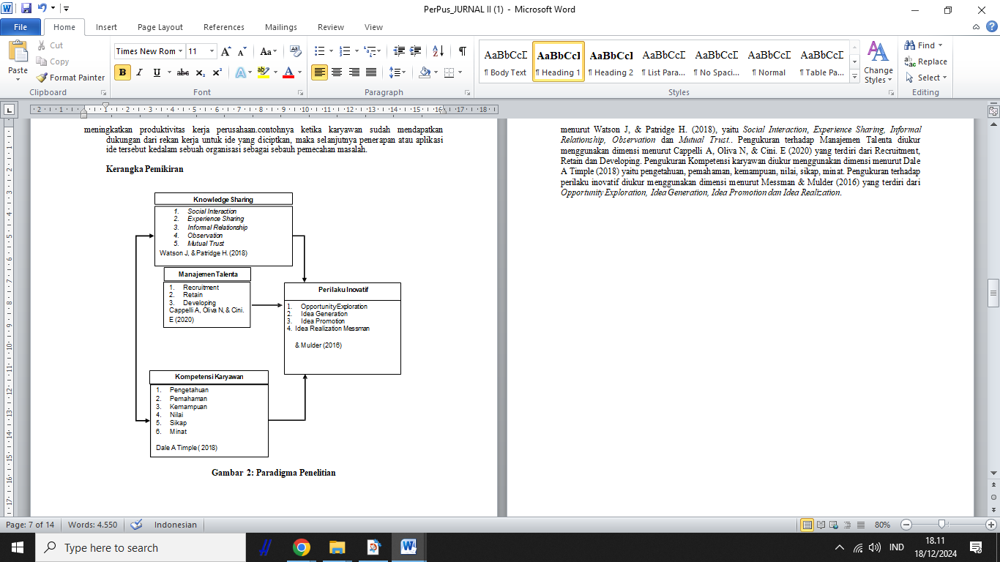 PerPus_JURNAL II (1) - Microsoft Word
File Home Insert Page Layout References Mailings Review View
Paste
Cut
Copy
Format Painter
Clipboard
Times New Rom 11
Font
Paragraph
AaBbCcI AaBbCcI AaBbCcI AaBbCcI AaBbCcI AaBbCcI AaBbCcI
¶ Body Text ¶ Heading 1 ¶ Heading 2 ¶ List Para... ¶ No Spaci... ¶ Normal ¶ Table Pa...
Styles
Change Styles
Find
Replace
Select
Editing
meningkatkan produktivitas kerja perusahaan.contohnya ketika karyawan sudah mendapatkan
dukungan dari rekan kerja untuk ide yang diciptkan, maka selanjutnya penerapan atau aplikasi
ide tersebut kedalam sebuah organisasi sebagai sebauh pemecahan masalah.
Kerangka Pemikiran
Knowledge Sharing
1. Social Interaction
2. Experience Sharing
3. Informal Relationship
4. Observation
5. Mutual Trust
Watson J, & Patridge H. (2018)
Manajemen Talenta
1. Recruitment
2. Retain
3. Developing
Cappelli A, Oliva N, & Cini.
E (2020)
Perilaku Inovatif
1. Opportunity Exploration
2. Idea Generation
3. Idea Promotion
4. Idea Realization Messman
& Mulder (2016)
Kompetensi Karyawan
1. Pengetahuan
2. Pemahaman
3. Kemampuan
4. Nilai
5. Sikap
6. Minat
Dale A Timple ( 2018)
Gambar 2: Paradigma Penelitian
menurut Watson J, & Patridge H. (2018), yaitu Social Interaction, Experience Sharing, Informal
Relationship, Observation dan Mutual Trust.. Pengukuran terhadap Manajemen Talenta diukur
menggunakan dimensi menurut Cappelli A, Oliva N, & Cini. E (2020) yang terdiri dari Recruitment,
Retain dan Developing. Pengukuran Kompetensi karyawan diukur menggunakan dimensi menurut Dale
A Timple (2018) yaitu pengetahuan, pemahaman, kemampuan, nilai, sikap, minat. Pengukuran terhadap
perilaku inovatif diukur menggunakan dimensi menurut Messman & Mulder (2016) yang terdiri dari
Opportunity Exploration, Idea Generation, Idea Promotion dan Idea Realization.
Page: 7 of 14 Words: 4.550 Indonesian 80%
Type here to search
IND
18.11
18/12/2024